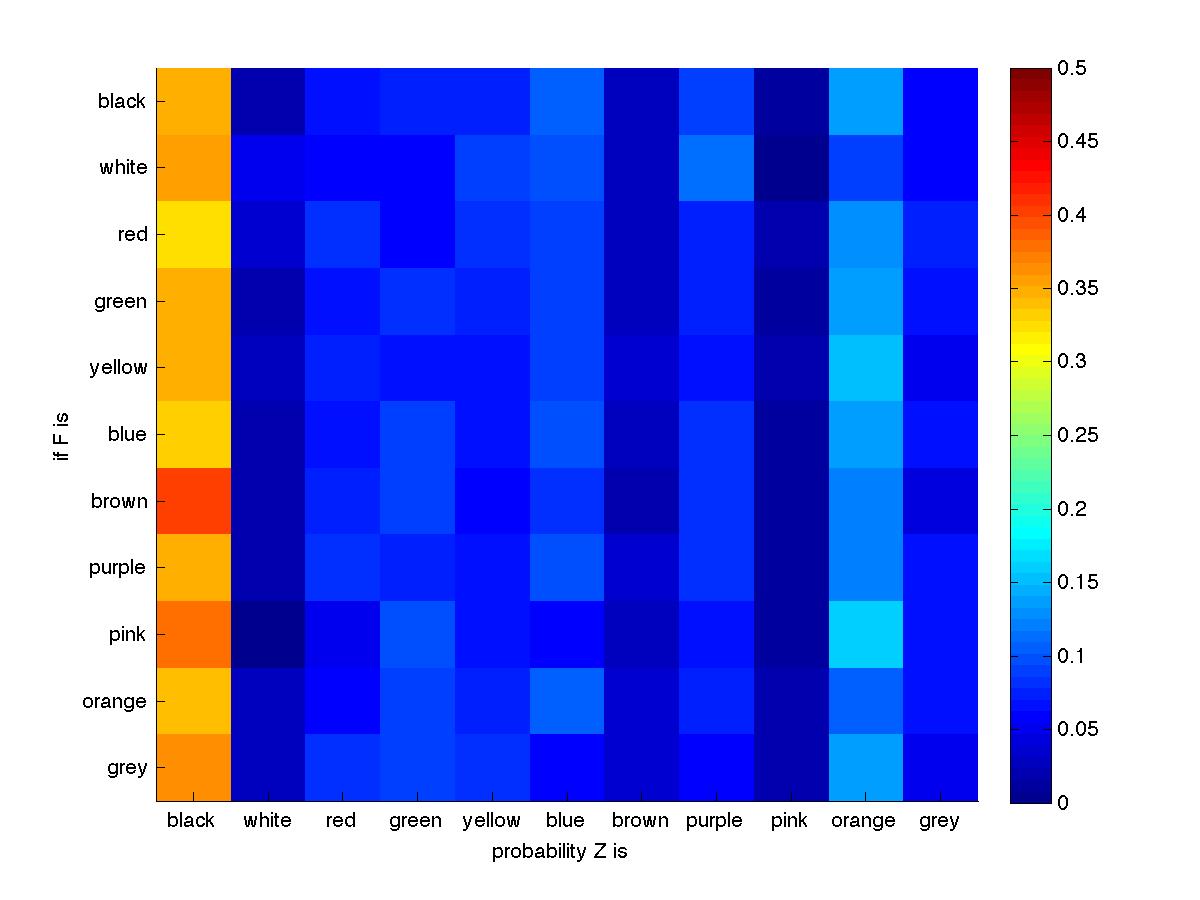 black
white
red
green
yellow
blue
brown
purple
pink
orange
grey
if F is
black white red green yellow blue brown purple pink orange grey
probability Z is
0.5
0.45
0.4
0.35
0.3
0.25
0.2
0.15
0.1
0.05
0